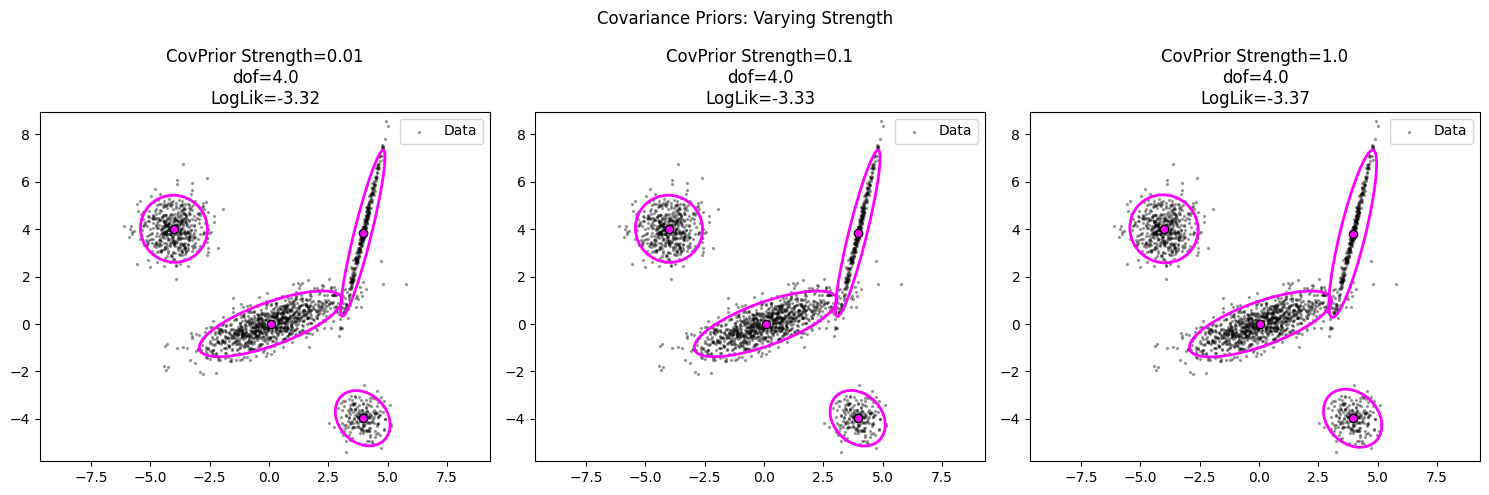 Covariance Priors: Varying Strength
CovPrior Strength=0.01
dof=4.0
LogLik=-3.32
Data
8
6
4
2
0
−2
−4
−7.5 −5.0 −2.5 0.0 2.5 5.0 7.5
CovPrior Strength=0.1
dof=4.0
LogLik=-3.33
Data
8
6
4
2
0
−2
−4
−7.5 −5.0 −2.5 0.0 2.5 5.0 7.5
CovPrior Strength=1.0
dof=4.0
LogLik=-3.37
Data
8
6
4
2
0
−2
−4
−7.5 −5.0 −2.5 0.0 2.5 5.0 7.5